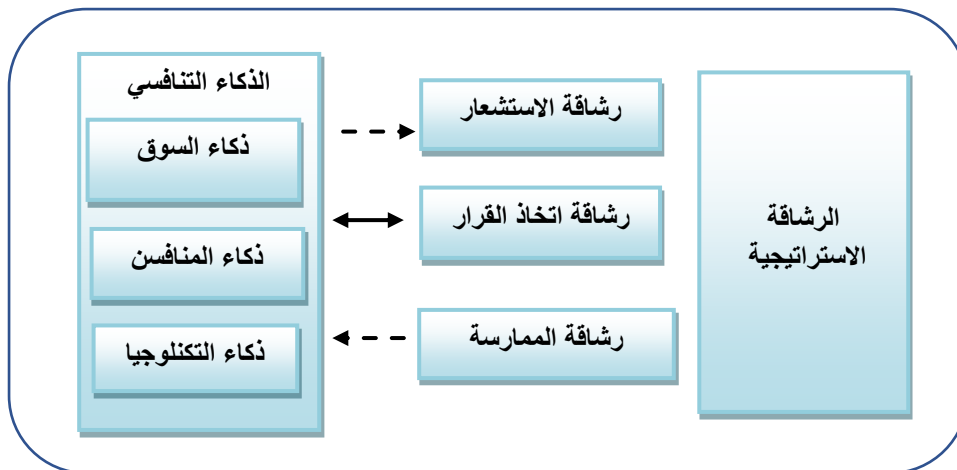 الذكاء التنافسي
ذكاء السوق
ذكاء المنافسن
ذكاء التكنلوجيا
رشاقة الاستشعار
رشاقة اتخاذ القرار
رشاقة الممارسة
الرشاقة
الاستراتيجية